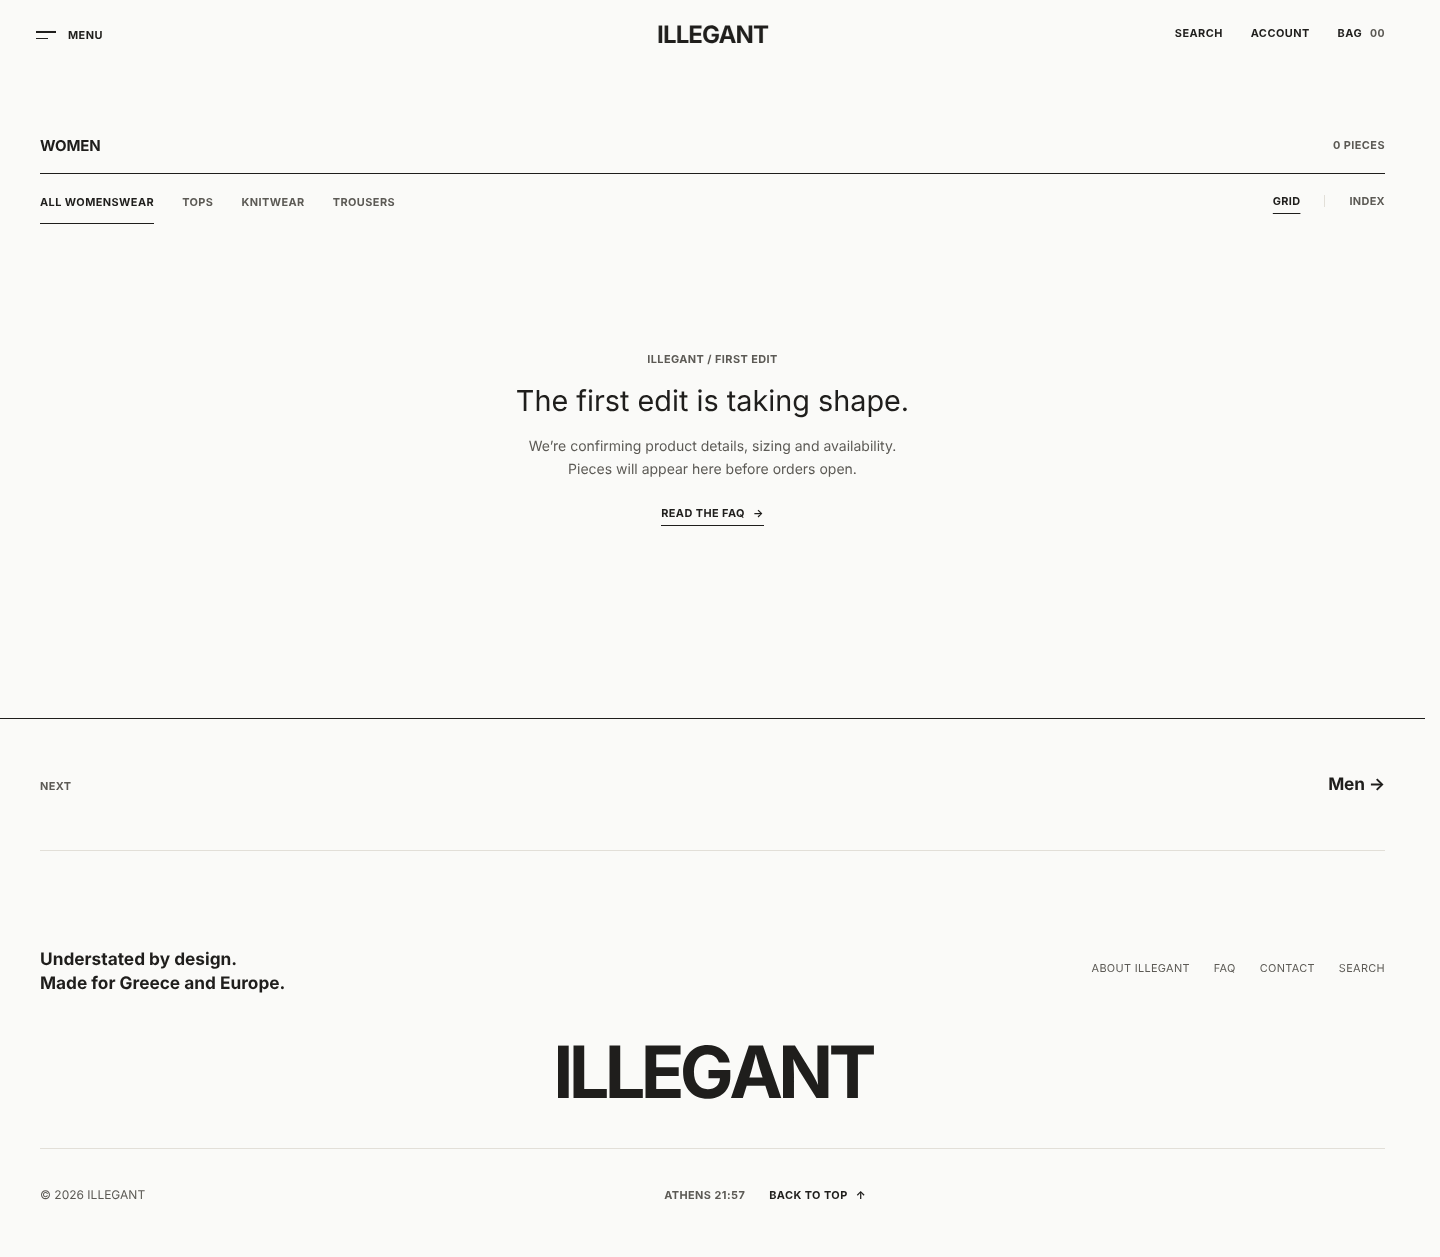 MENU
ILLEGANT
SEARCH ACCOUNT BAG 00
WOMEN
0 PIECES
ALL WOMENSWEAR TOPS KNITWEAR TROUSERS
GRID INDEX
ILLEGANT / FIRST EDIT
The first edit is taking shape.
We’re confirming product details, sizing and availability.
Pieces will appear here before orders open.
READ THE FAQ →
NEXT
Men →
Understated by design.
Made for Greece and Europe.
ABOUT ILLEGANT FAQ CONTACT SEARCH
ILLEGANT
© 2026 ILLEGANT
ATHENS 21:57 BACK TO TOP ↑